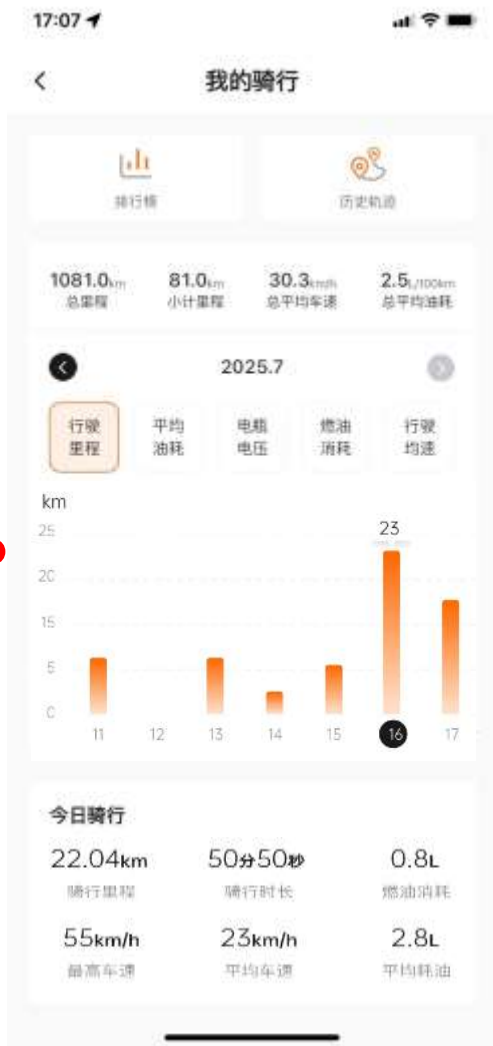 17:07
我的骑行
排行榜 历史轨迹
1081.0km 81.0km 30.3km/h 2.5L/100km
总里程 小计里程 总平均车速 总平均油耗
2025.7
行驶 平均 电瓶 燃油 行驶
里程 油耗 电压 消耗 均速
km
25
23
20
15
5
0
11 12 13 14 15 16 17
今日骑行
22.04km 50分50秒 0.8L
骑行里程 骑行时长 燃油消耗
55km/h 23km/h 2.8L
最高车速 平均车速 平均耗油